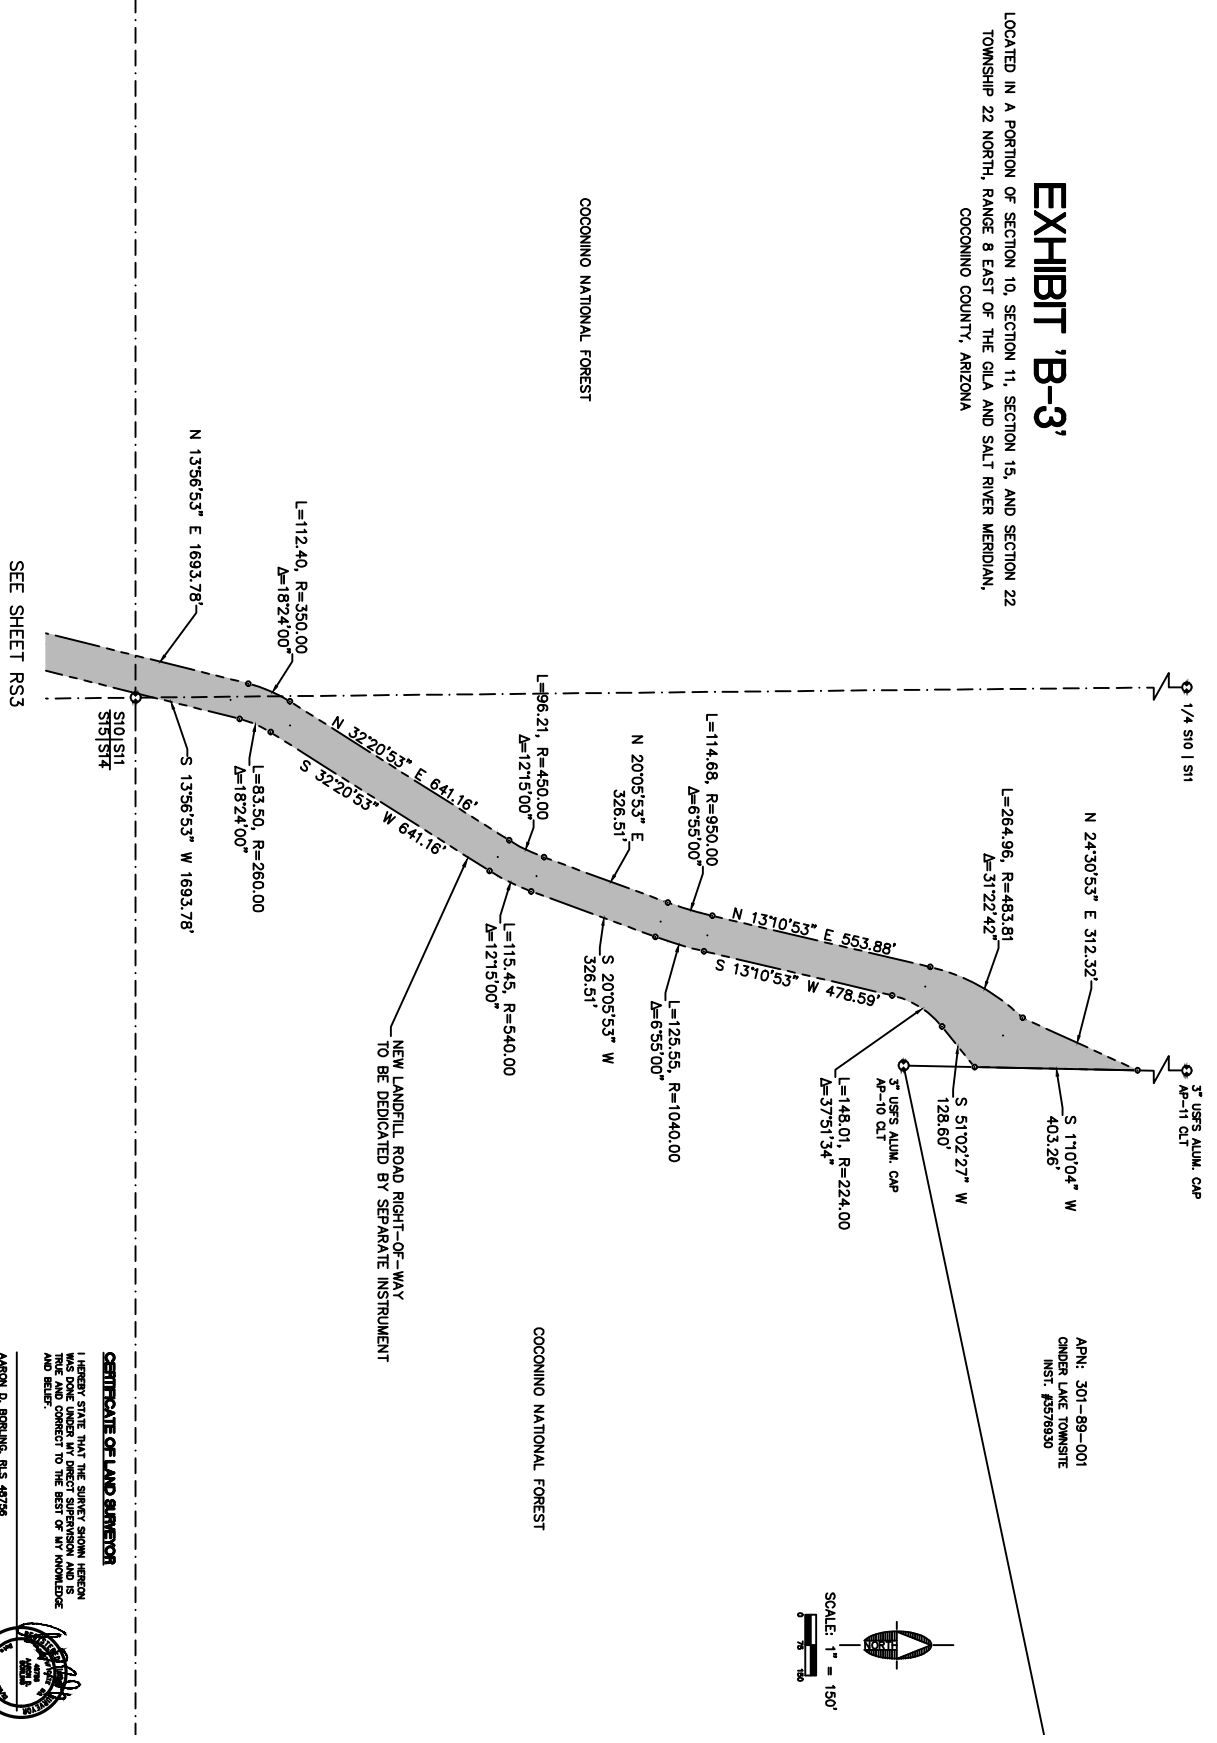 EXHIBIT 'B-3'
LOCATED IN A PORTION OF SECTION 10, SECTION 11, SECTION 15, AND SECTION 22
TOWNSHIP 22 NORTH, RANGE 8 EAST OF THE GILA AND SALT RIVER MERIDIAN,
COCONINO COUNTY, ARIZONA
1/4 S10 | S11
3" USFS ALUM. CAP
AP-11 CLT
N 24°30'53" E 312.32'
S 1°10'04" W
403.26'
L=264.96, R=483.81
Δ=31°22'42"
S 51°02'27" W
128.60'
3" USFS ALUM. CAP
AP-10 CLT
L=148.01, R=224.00
Δ=37°51'34"
APN: 301-89-001
CINDER LAKE TOWNSITE
INST. #3576930
N 13°10'53" E 553.88'
S 13°10'53" W 478.59'
L=114.68, R=950.00
Δ=6°55'00"
L=125.55, R=1040.00
Δ=6°55'00"
N 20°05'53" E
326.51'
S 20°05'53" W
326.51'
COCONINO NATIONAL FOREST
L=96.21, R=450.00
Δ=12°15'00"
L=115.45, R=540.00
Δ=12°15'00"
COCONINO NATIONAL FOREST
N 32°20'53" E 641.16'
S 32°20'53" W 641.16'
NEW LANDFILL ROAD RIGHT-OF-WAY
TO BE DEDICATED BY SEPARATE INSTRUMENT
L=112.40, R=350.00
Δ=18°24'00"
L=83.50, R=260.00
Δ=18°24'00"
N 13°56'53" E 1693.78'
S 13°56'53" W 1693.78'
S10 | S11
S15 | S14
SEE SHEET RS3
NORTH
SCALE: 1" = 150'
0 75 150
CERTIFICATE OF LAND SURVEYOR
I HEREBY STATE THAT THE SURVEY SHOWN HEREON
WAS DONE UNDER MY DIRECT SUPERVISION AND IS
TRUE AND CORRECT TO THE BEST OF MY KNOWLEDGE
AND BELIEF.
AARON D. BORLING, RLS 48756